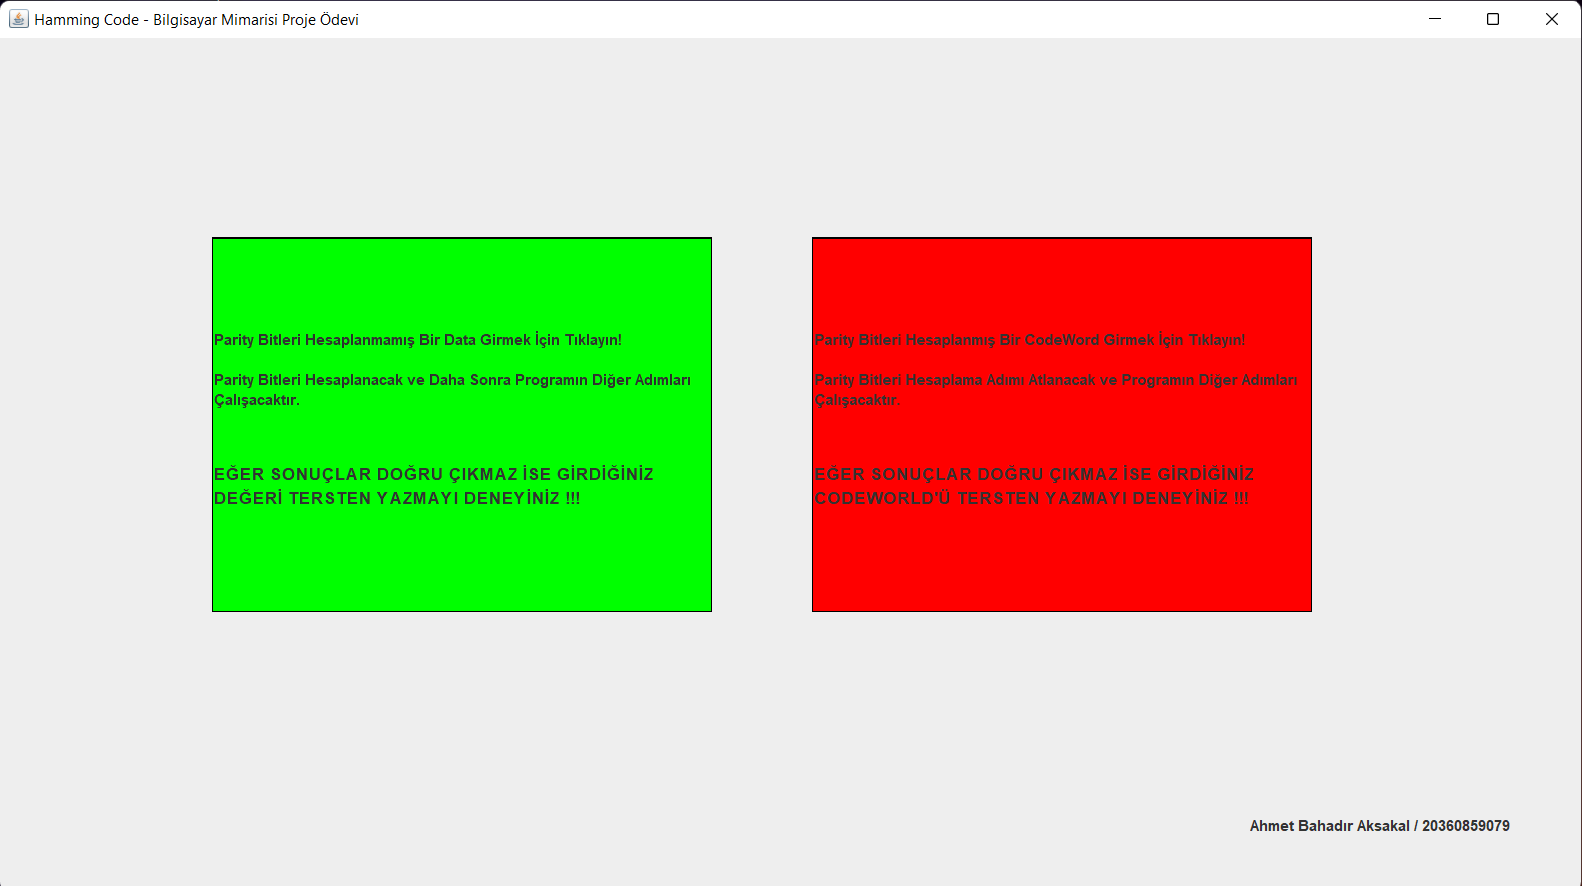 Hamming Code - Bilgisayar Mimarisi Proje Ödevi
Parity Bitleri Hesaplanmamış Bir Data Girmek İçin Tıklayın!
Parity Bitleri Hesaplanacak ve Daha Sonra Programın Diğer Adımları
Çalışacaktır.
EĞER SONUÇLAR DOĞRU ÇIKMAZ İSE GİRDİĞİNİZ
DEĞERİ TERSTEN YAZMAYI DENEYİNİZ !!!
Parity Bitleri Hesaplanmış Bir CodeWord Girmek İçin Tıklayın!
Parity Bitleri Hesaplama Adımı Atlanacak ve Programın Diğer Adımları
Çalışacaktır.
EĞER SONUÇLAR DOĞRU ÇIKMAZ İSE GİRDİĞİNİZ
CODEWORLD'Ü TERSTEN YAZMAYI DENEYİNİZ !!!
Ahmet Bahadır Aksakal / 20360859079